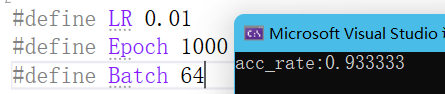 #define LR 0.01
#define Epoch 1000
#define Batch 64
Microsoft Visual Studio
acc_rate:0.933333